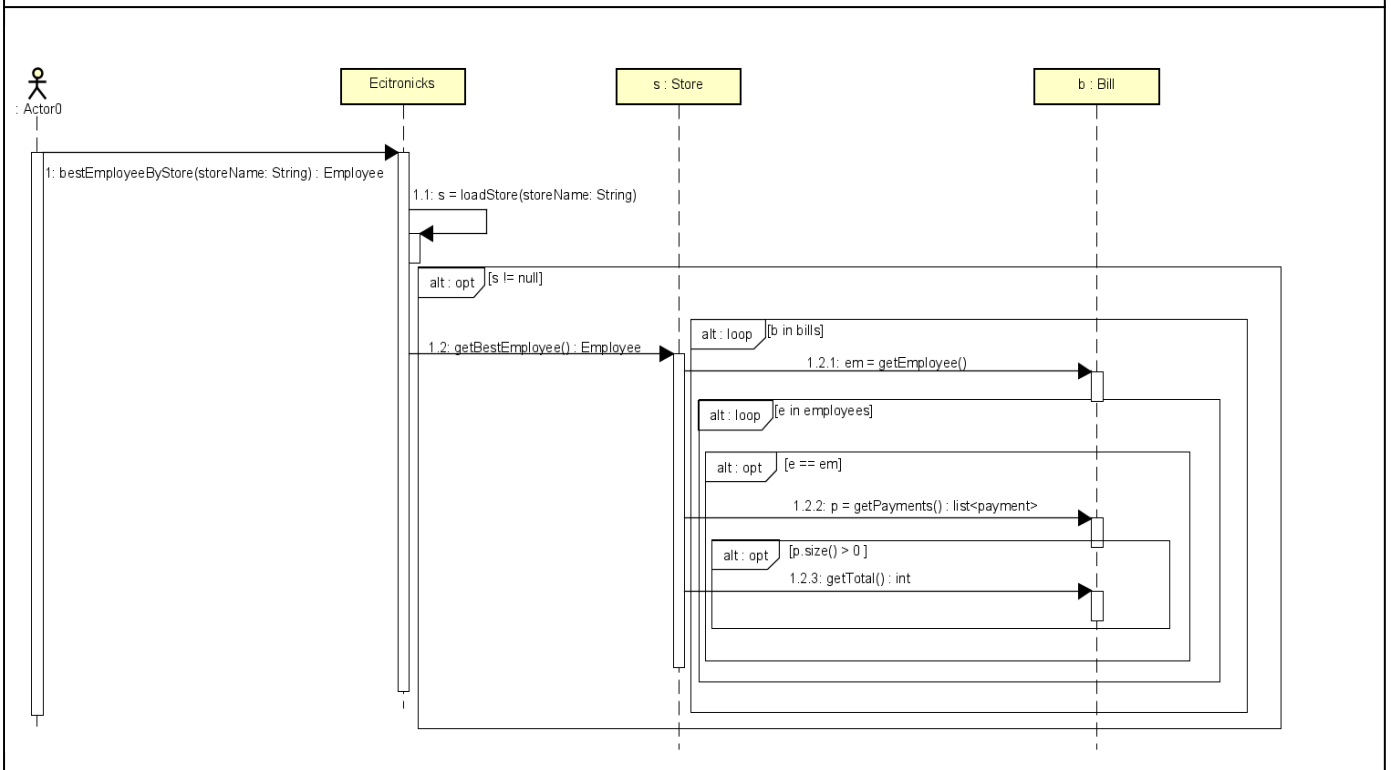 : Actor0
Ecitronicks
s : Store
b : Bill
1: bestEmployeeByStore(storeName: String) : Employee
1.1: s = loadStore(storeName: String)
alt : opt [s != null]
alt : loop [b in bills]
1.2: getBestEmployee() : Employee
1.2.1: em = getEmployee()
alt : loop [e in employees]
alt : opt [e == em]
1.2.2: p = getPayments() : list<payment>
alt : opt [p.size() > 0 ]
1.2.3: getTotal() : int